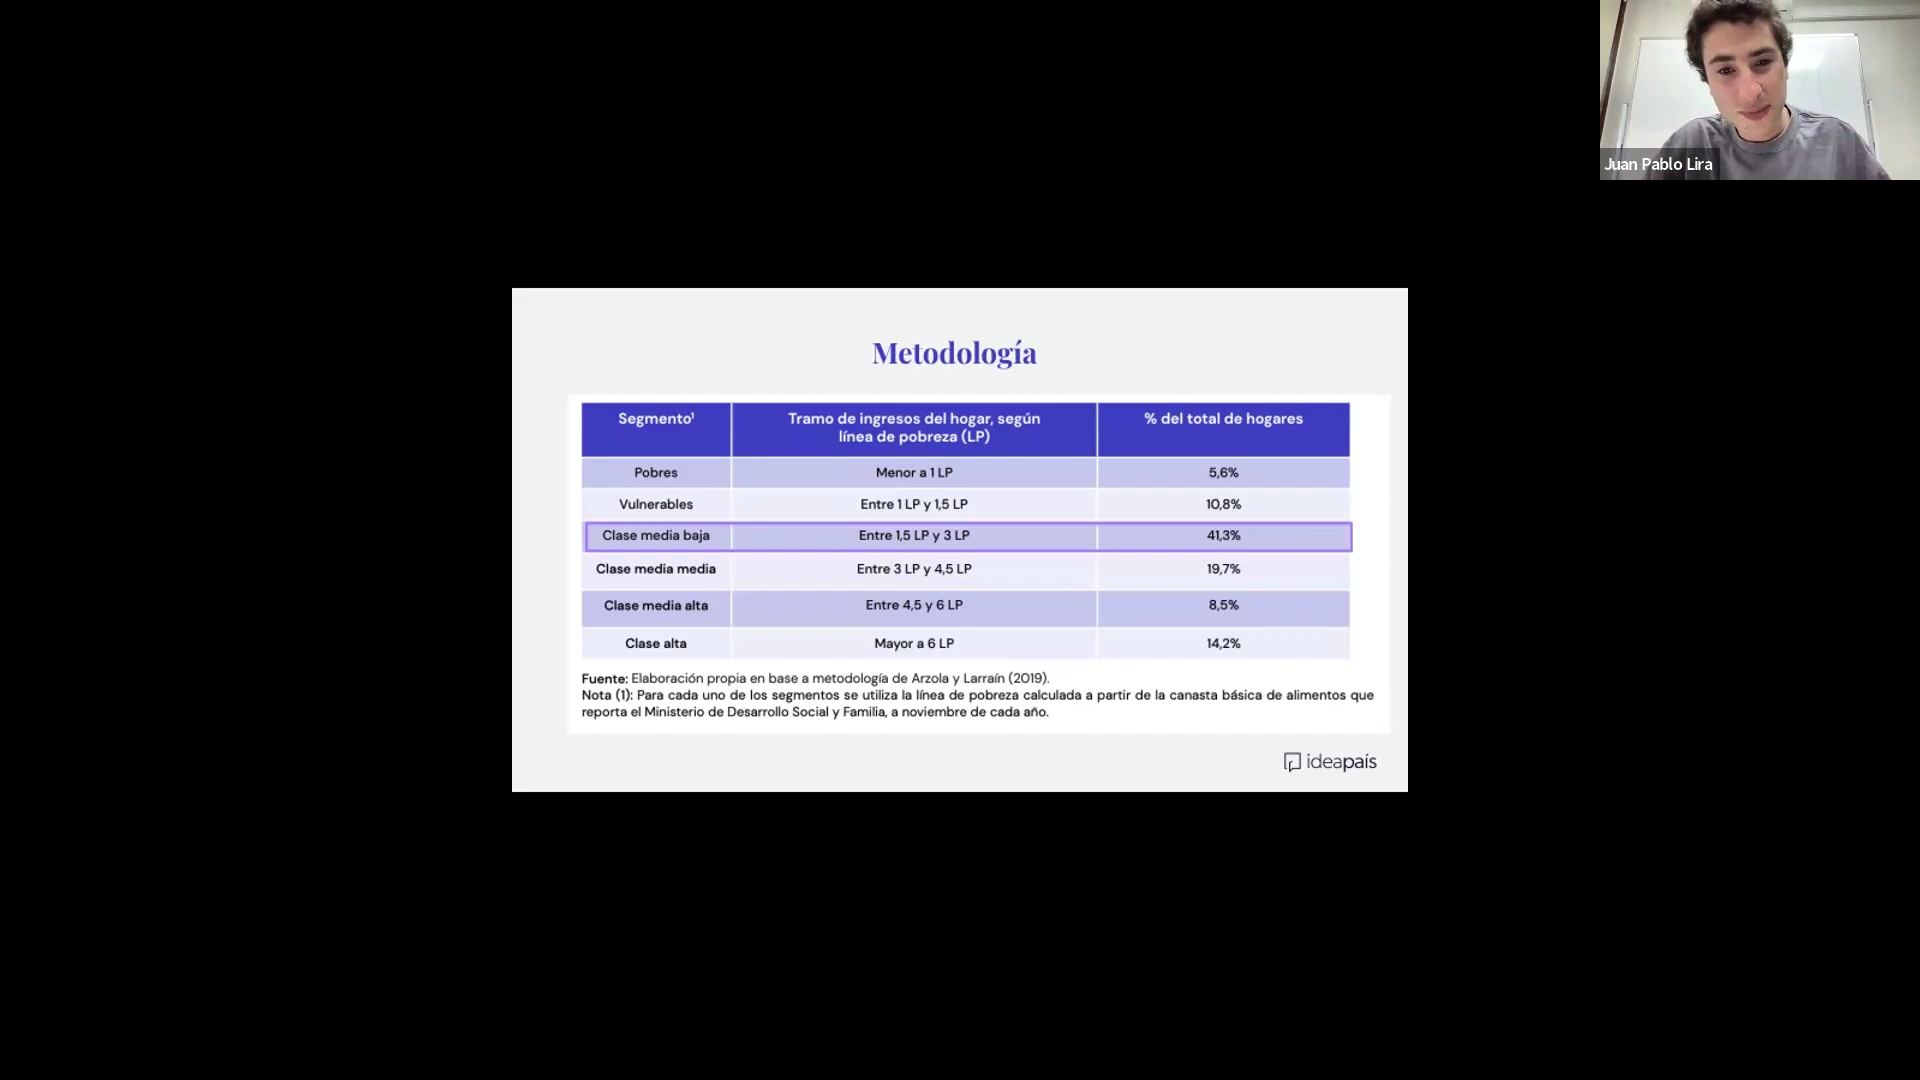 Juan Pablo Lira
Metodología
Segmento¹
Tramo de ingresos del hogar, según
línea de pobreza (LP)
% del total de hogares
Pobres
Menor a 1 LP
5,6%
Vulnerables
Entre 1 LP y 1,5 LP
10,8%
Clase media baja
Entre 1,5 LP y 3 LP
41,3%
Clase media media
Entre 3 LP y 4,5 LP
19,7%
Clase media alta
Entre 4,5 y 6 LP
8,5%
Clase alta
Mayor a 6 LP
14,2%
Fuente: Elaboración propia en base a metodología de Arzola y Larraín (2019).
Nota (1): Para cada uno de los segmentos se utiliza la línea de pobreza calculada a partir de la canasta básica de alimentos que
reporta el Ministerio de Desarrollo Social y Familia, a noviembre de cada año.
ideapaís